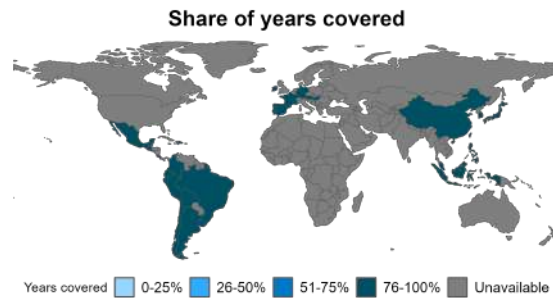 Share of years covered
Years covered 0-25% 26-50% 51-75% 76-100% Unavailable